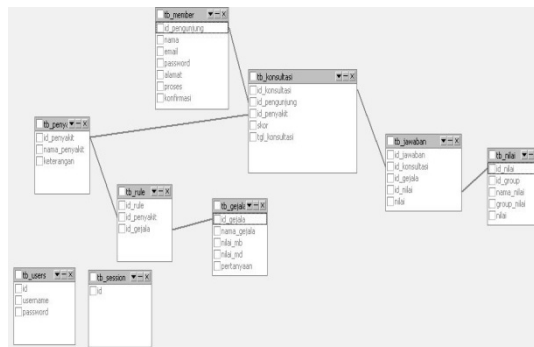 tb_member
id_pengunjung
nama
email
password
alamat
proses
konfirmasi
tb_konsultasi
id_konsultasi
id_pengunjung
id_penyakit
skor
tgl_konsultasi
id_penyakit
nama_penyakit
keterangan
tb_jawaban
id_jawaban
id_konsultasi
id_gejala
id_nilai
nilai
tb_nilai
id_nilai
id_group
nama_nilai
group_nilai
nilai
tb_rule
id_rule
id_penyakit
id_gejala
id_gejala
nama_gejala
nilai_mb
nilai_md
pertanyaan
tb_users
id
username
password
tb_session
id